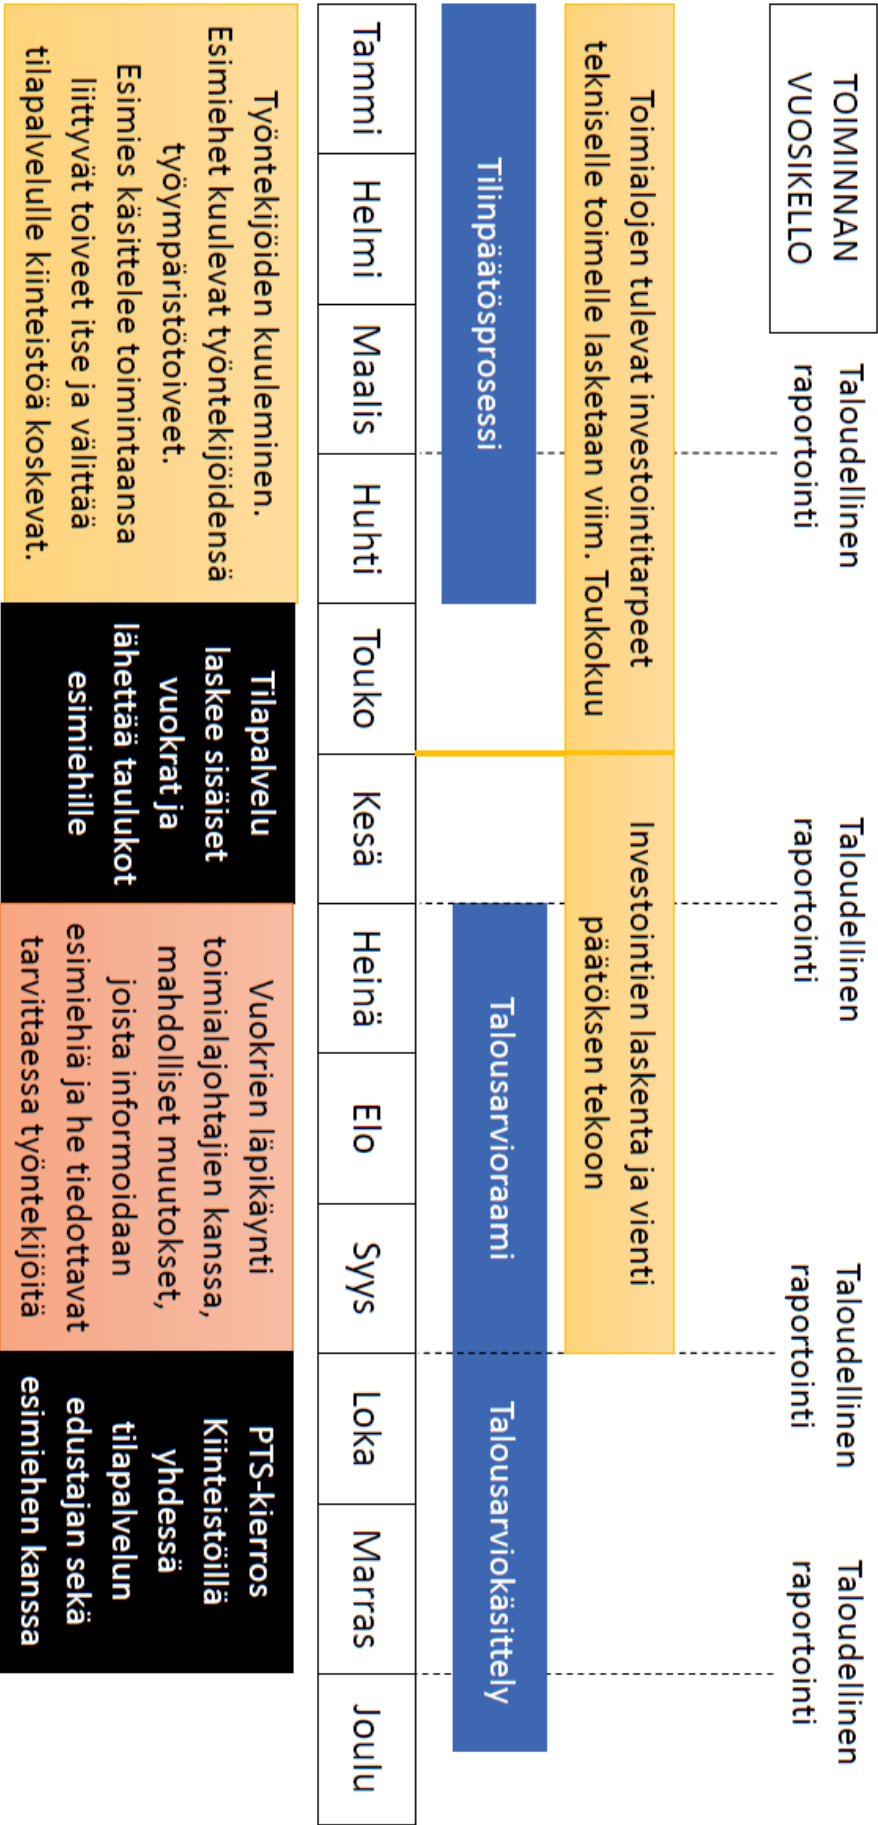 TOIMINNAN
VUOSIKELLO
Taloudellinen
raportointi
Taloudellinen
raportointi
Taloudellinen
raportointi
Taloudellinen
raportointi
Toimialojen tulevat investointitarpeet
tekniselle toimelle lasketaan viim. Toukokuu
Investointien laskenta ja vienti
päätöksen tekoon
Tilinpäätösprosessi
Talousarvioraami
Talousarviokäsittely
Tammi
Helmi
Maalis
Huhti
Touko
Kesä
Heinä
Elo
Syys
Loka
Marras
Joulu
Työntekijöiden kuuleminen.
Esimiehet kuulevat työntekijöidensä
työympäristötoiveet.
Esimies käsittelee toimintaansa
liittyvät toiveet itse ja välittää
tilapalvelulle kiinteistöä koskevat.
Tilapalvelu
laskee sisäiset
vuokrat ja
lähettää taulukot
esimiehille
Vuokrien läpikäynti
toimialajohtajien kanssa,
mahdolliset muutokset,
joista informoidaan
esimiehiä ja he tiedottavat
tarvittaessa työntekijöitä
PTS-kierros
Kiinteistöillä
yhdessä
tilapalvelun
edustajan sekä
esimiehen kanssa